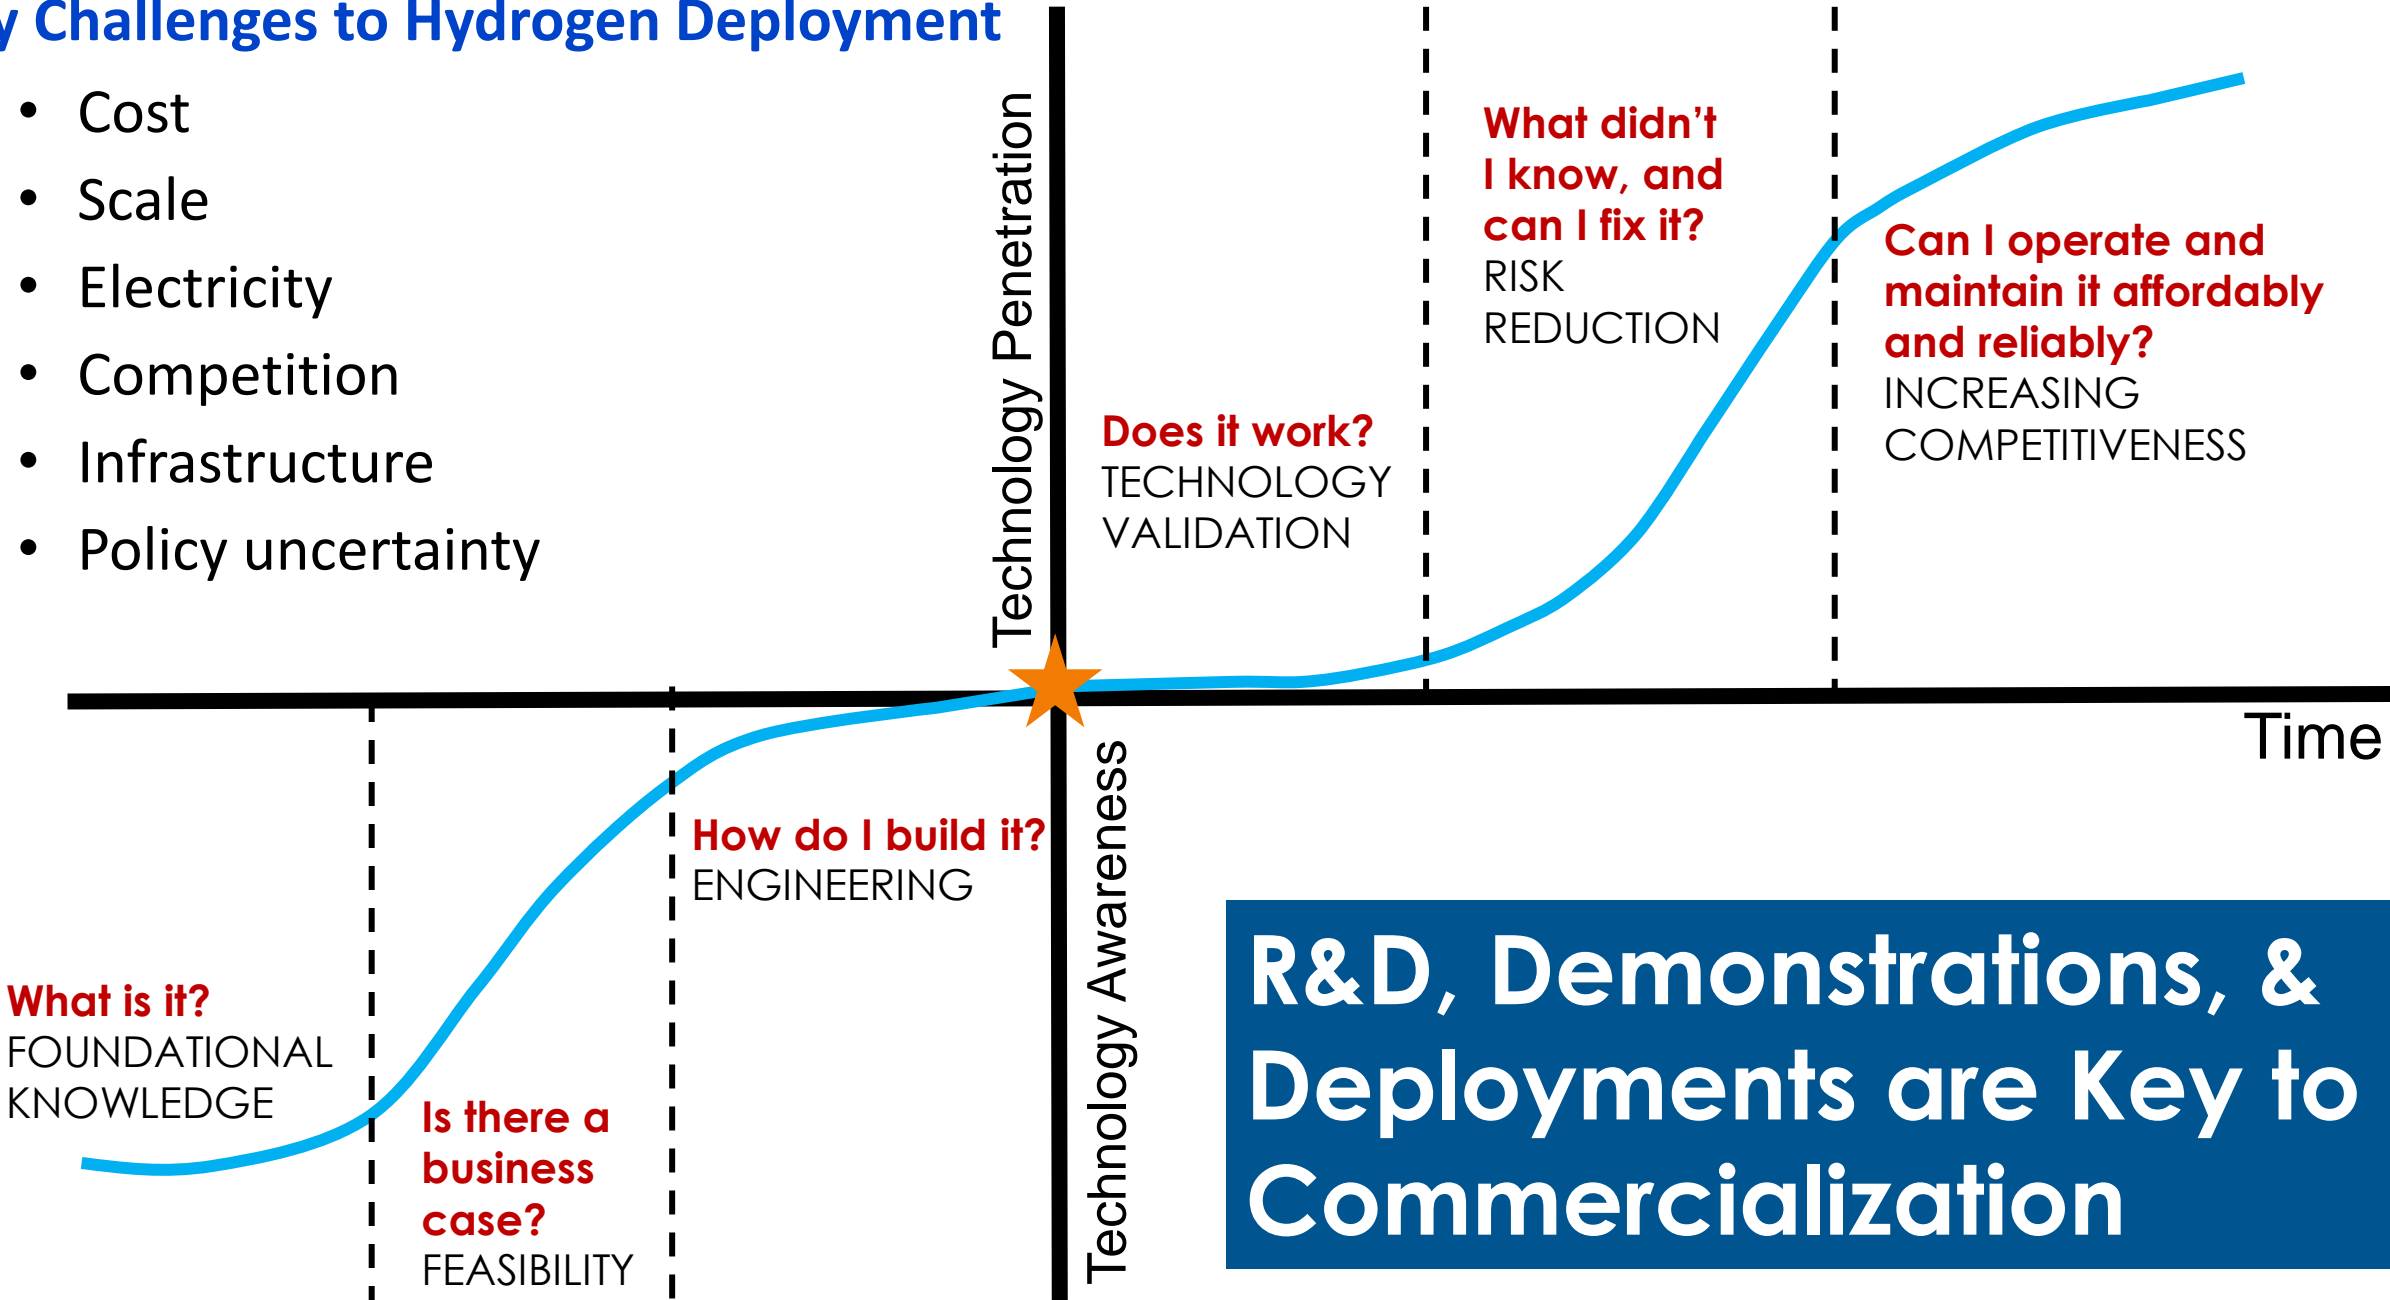 y Challenges to Hydrogen Deployment
• Cost
• Scale
• Electricity
• Competition
• Infrastructure
• Policy uncertainty
Technology Penetration
Does it work?
TECHNOLOGY
VALIDATION
What didn’t
I know, and
can I fix it?
RISK
REDUCTION
Can I operate and
maintain it affordably
and reliably?
INCREASING
COMPETITIVENESS
Time
What is it?
FOUNDATIONAL
KNOWLEDGE
Is there a
business
case?
FEASIBILITY
How do I build it?
ENGINEERING
Technology Awareness
R&D, Demonstrations, &
Deployments are Key to
Commercialization